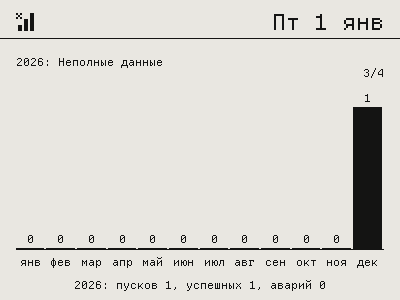 Пт 1 янв
2026: Неполные данные
3/4
1
0 0 0 0 0 0 0 0 0 0 0
янв фев мар апр май июн июл авг сен окт ноя дек
2026: пусков 1, успешных 1, аварий 0